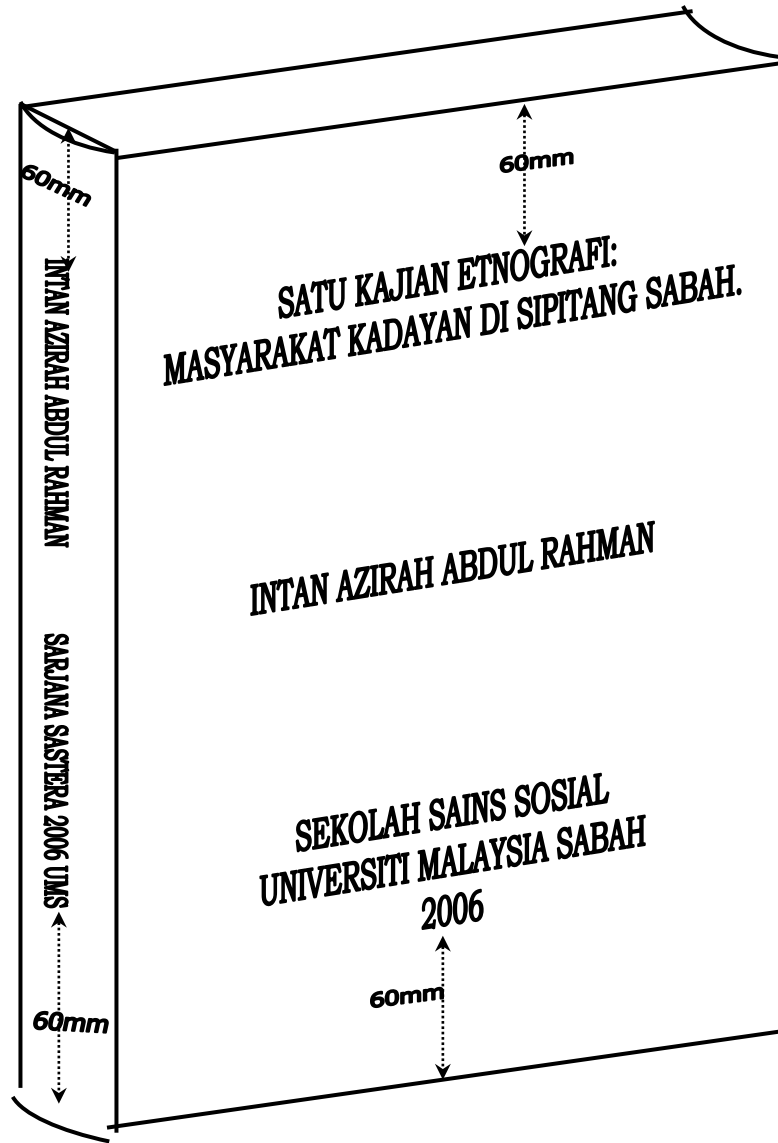 60mm
INTAN AZIRAH ABDUL RAHMAN
SARJANA SASTERA 2006 UMS
60mm
60mm
SATU KAJIAN ETNOGRAFI:
MASYARAKAT KADAYAN DI SIPITANG SABAH.
INTAN AZIRAH ABDUL RAHMAN
SEKOLAH SAINS SOSIAL
UNIVERSITI MALAYSIA SABAH
2006
60mm